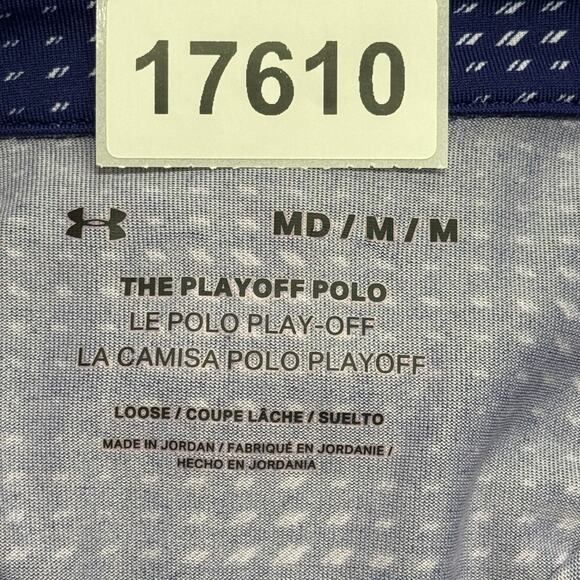 17610
MD / M / M
THE PLAYOFF POLO
LE POLO PLAY-OFF
LA CAMISA POLO PLAYOFF
LOOSE / COUPE LÂCHE / SUELTO
MADE IN JORDAN / FABRIQUÉ EN JORDANIE /
HECHO EN JORDANIA